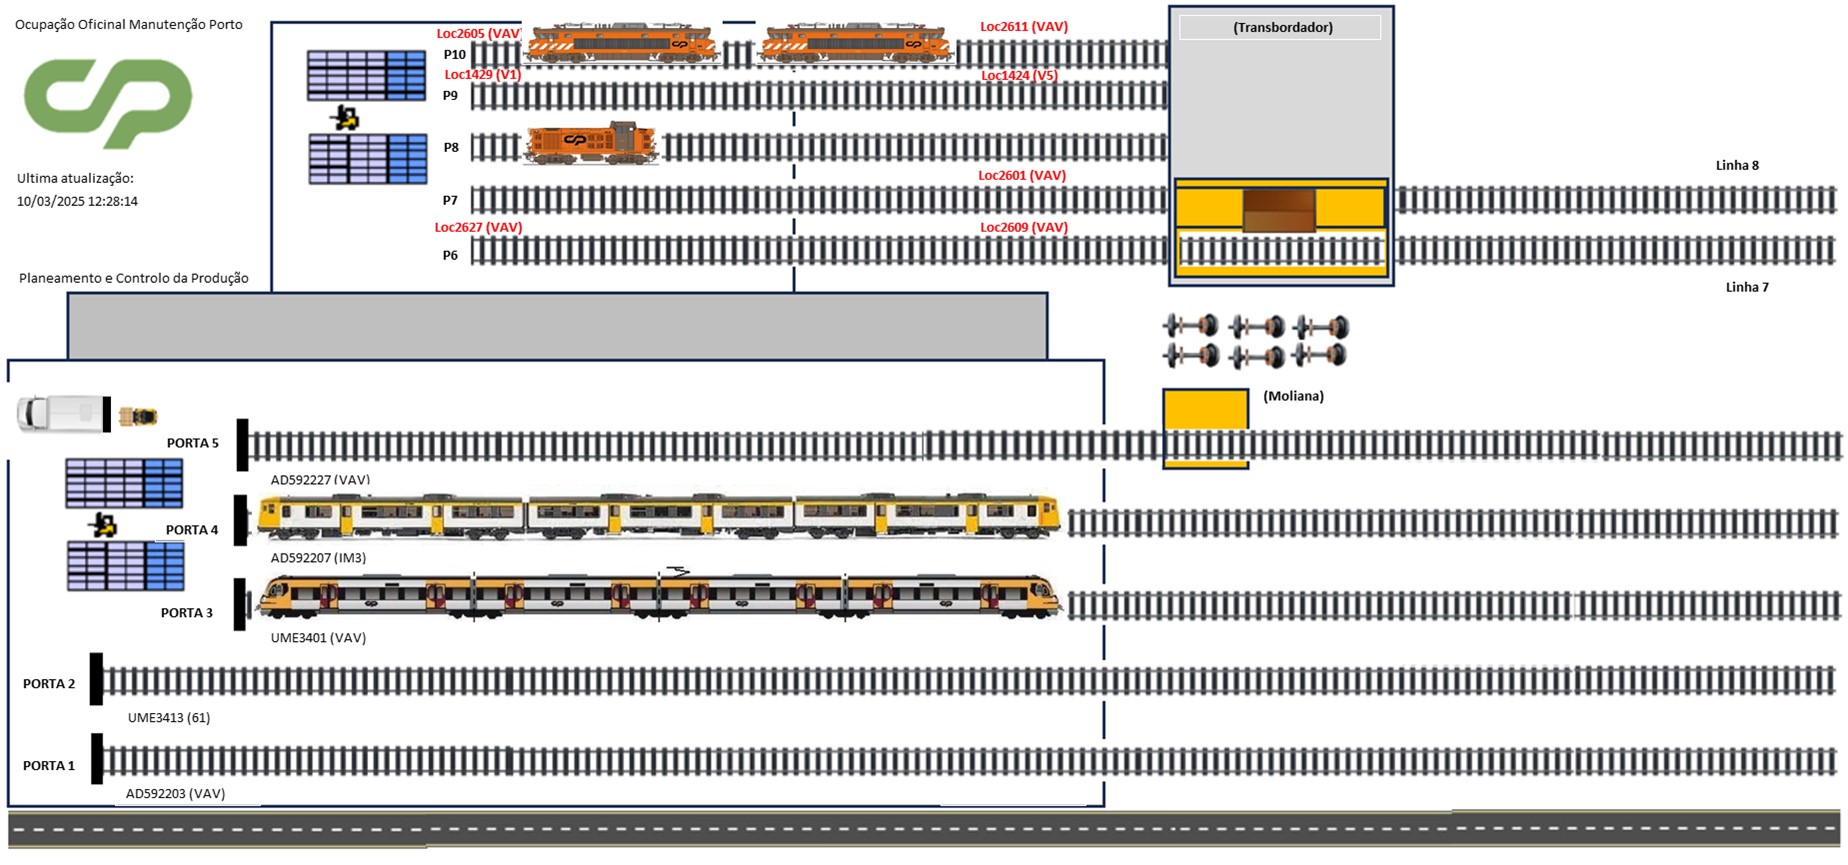 Ocupação Oficinal Manutenção Porto
CP
Ultima atualização:
10/03/2025 12:28:14
Planeamento e Controlo da Produção
Loc2605 (VAV)
Loc2611 (VAV)
P10
Loc1429 (V1)
Loc1424 (V5)
P9
P8
Loc2601 (VAV)
P7
Loc2627 (VAV)
Loc2609 (VAV)
P6
(Transbordador)
Linha 8
Linha 7
(Moliana)
PORTA 5
AD592227 (VAV)
PORTA 4
AD592207 (IM3)
PORTA 3
UME3401 (VAV)
PORTA 2
UME3413 (61)
PORTA 1
AD592203 (VAV)